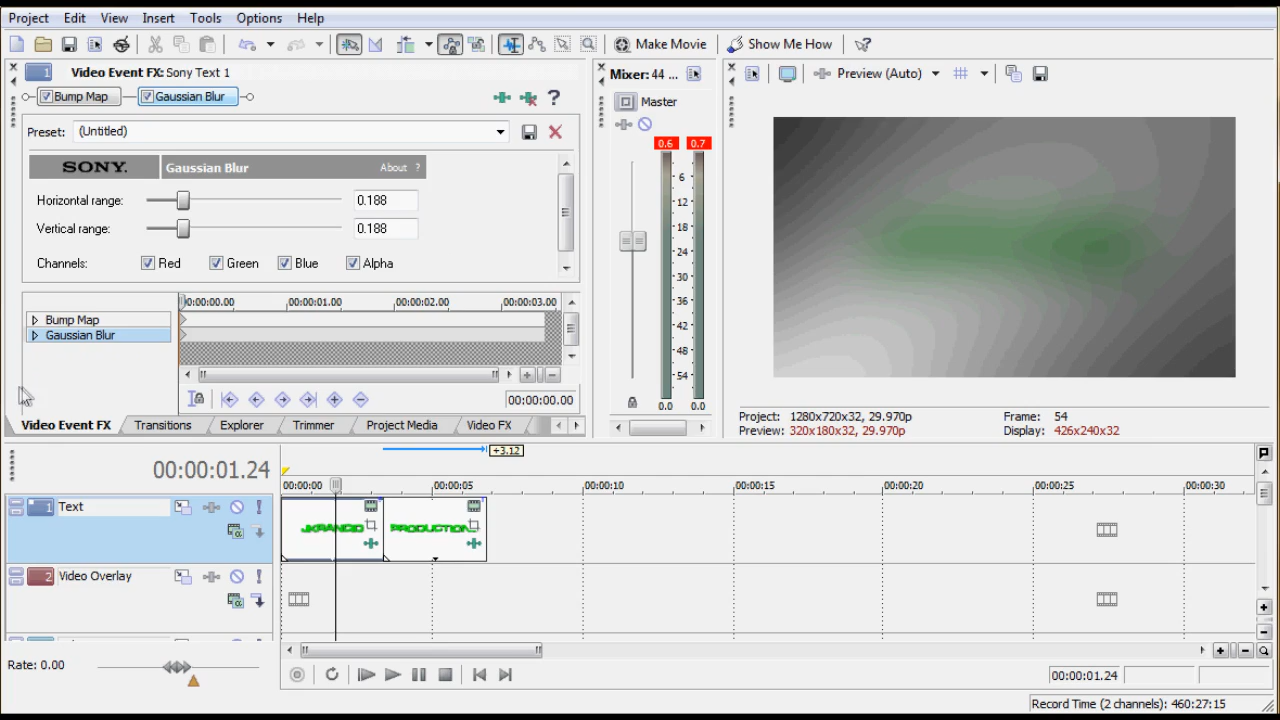 Project Edit View Insert Tools Options Help
Make Movie Show Me How
1 Video Event FX: Sony Text 1
Bump Map Gaussian Blur
Preset: (Untitled)
SONY. Gaussian Blur About ?
Horizontal range: 0.188
Vertical range: 0.188
Channels: Red Green Blue Alpha
00:00:00.00 00:00:01.00 00:00:02.00 00:00:03.00
Bump Map
Gaussian Blur
00:00:00.00
Video Event FX Transitions Explorer Trimmer Project Media Video FX
Mixer: 44 ...
Master
0.6 0.7
6
12
18
24
30
36
42
48
54
0.0 0.0
Preview (Auto)
Project: 1280x720x32, 29.970p Frame: 54
Preview: 320x180x32, 29.970p Display: 426x240x32
+3.12
00:00:01.24
00:00:00 00:00:05 00:00:10 00:00:15 00:00:20 00:00:25 00:00:30
1 Text
PRODUCTION
2 Video Overlay
Rate: 0.00
00:00:01.24
Record Time (2 channels): 460:27:15